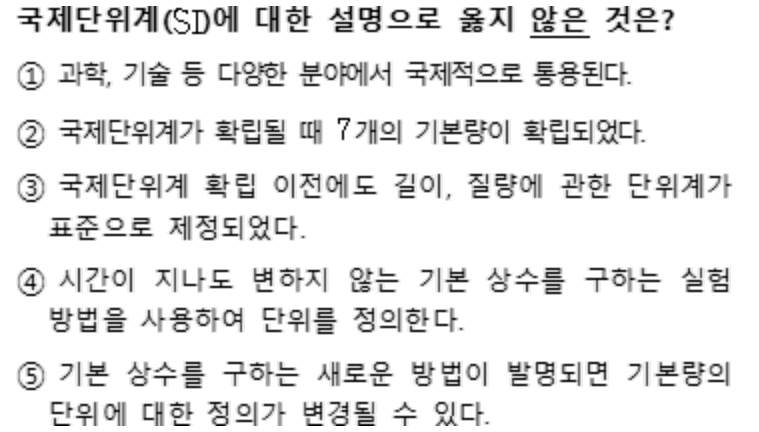 국제단위계(SI)에 대한 설명으로 옳지 않은 것은?
① 과학, 기술 등 다양한 분야에서 국제적으로 통용된다.
② 국제단위계가 확립될 때 7개의 기본량이 확립되었다.
③ 국제단위계 확립 이전에도 길이, 질량에 관한 단위계가
표준으로 제정되었다.
④ 시간이 지나도 변하지 않는 기본 상수를 구하는 실험
방법을 사용하여 단위를 정의한다.
⑤ 기본 상수를 구하는 새로운 방법이 발명되면 기본량의
단위에 대한 정의가 변경될 수 있다.